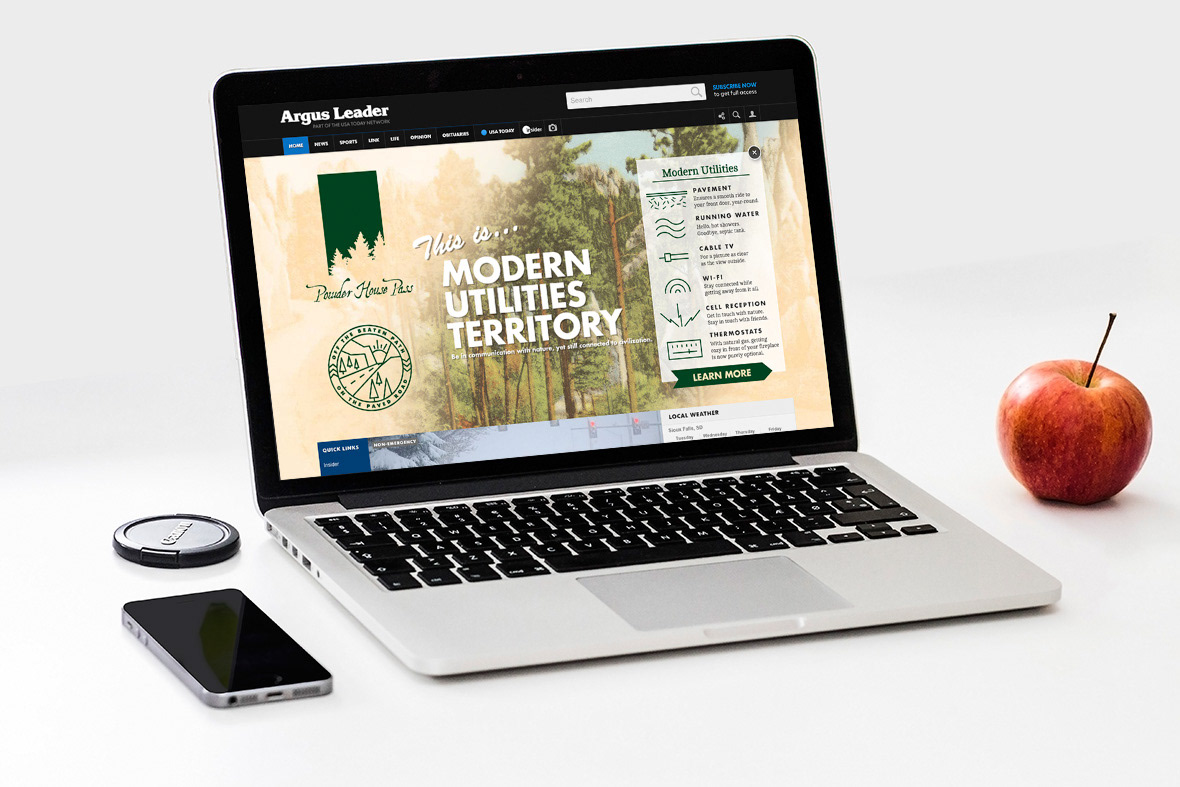 Argus Leader
PART OF THE USA TODAY NETWORK
Search
SUBSCRIBE NOW
to get full access
HOME NEWS SPORTS LINK LIFE OPINION OBITUARIES USA TODAY Insider
This is...
MODERN
UTILITIES
TERRITORY
Be in communication with nature, yet still connected to civilization.
Powder House Pass
OFF THE BEATEN PATH
ON THE PAVED ROAD
Modern Utilities
PAVEMENT
Ensures a smooth ride to
your front door, year-round.
RUNNING WATER
Hello, hot showers.
Goodbye, septic tank.
CABLE TV
For a picture as clear
as the view outside.
WI-FI
Stay connected while
getting away from it all.
CELL RECEPTION
Get in touch with nature.
Stay in touch with friends.
THERMOSTATS
With natural gas, getting
cozy in front of your fireplace
is now purely optional.
LEARN MORE
QUICK LINKS
Insider
NON-EMERGENCY
LOCAL WEATHER
Sioux Falls, SD
Tuesday Wednesday Thursday Friday
Canon